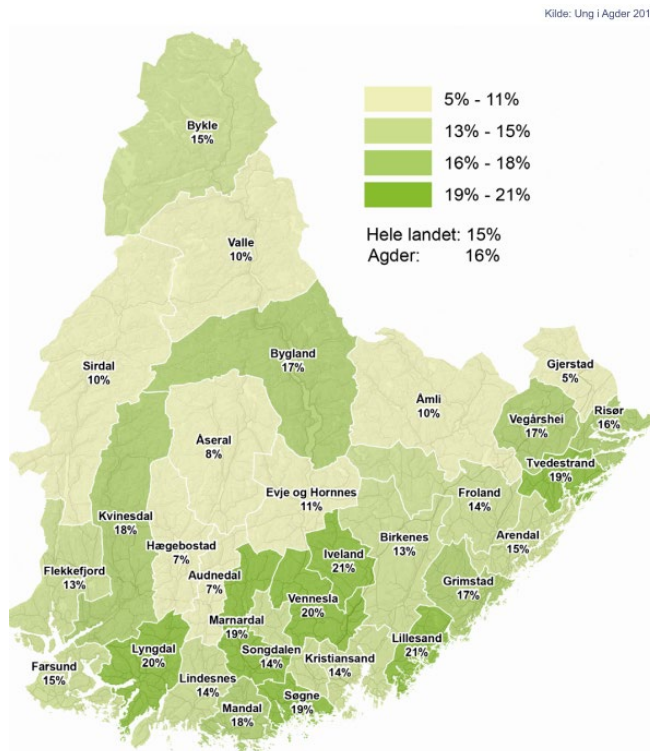 Kilde: Ung i Agder 201
5% - 11%
13% - 15%
16% - 18%
19% - 21%
Hele landet: 15%
Agder: 16%
Bykle
15%
Valle
10%
Sirdal
10%
Bygland
17%
Åmli
10%
Gjerstad
5%
Vegårshei
17%
Risør
16%
Tvedestrand
19%
Åseral
8%
Evje og Hornnes
11%
Froland
14%
Arendal
15%
Kvinesdal
18%
Iveland
21%
Birkenes
13%
Hægebostad
7%
Flekkefjord
13%
Audnedal
7%
Grimstad
17%
Vennesla
20%
Marnardal
19%
Lillesand
21%
Lyngdal
20%
Songdalen
14%
Kristiansand
14%
Farsund
15%
Lindesnes
14%
Mandal
18%
Søgne
19%